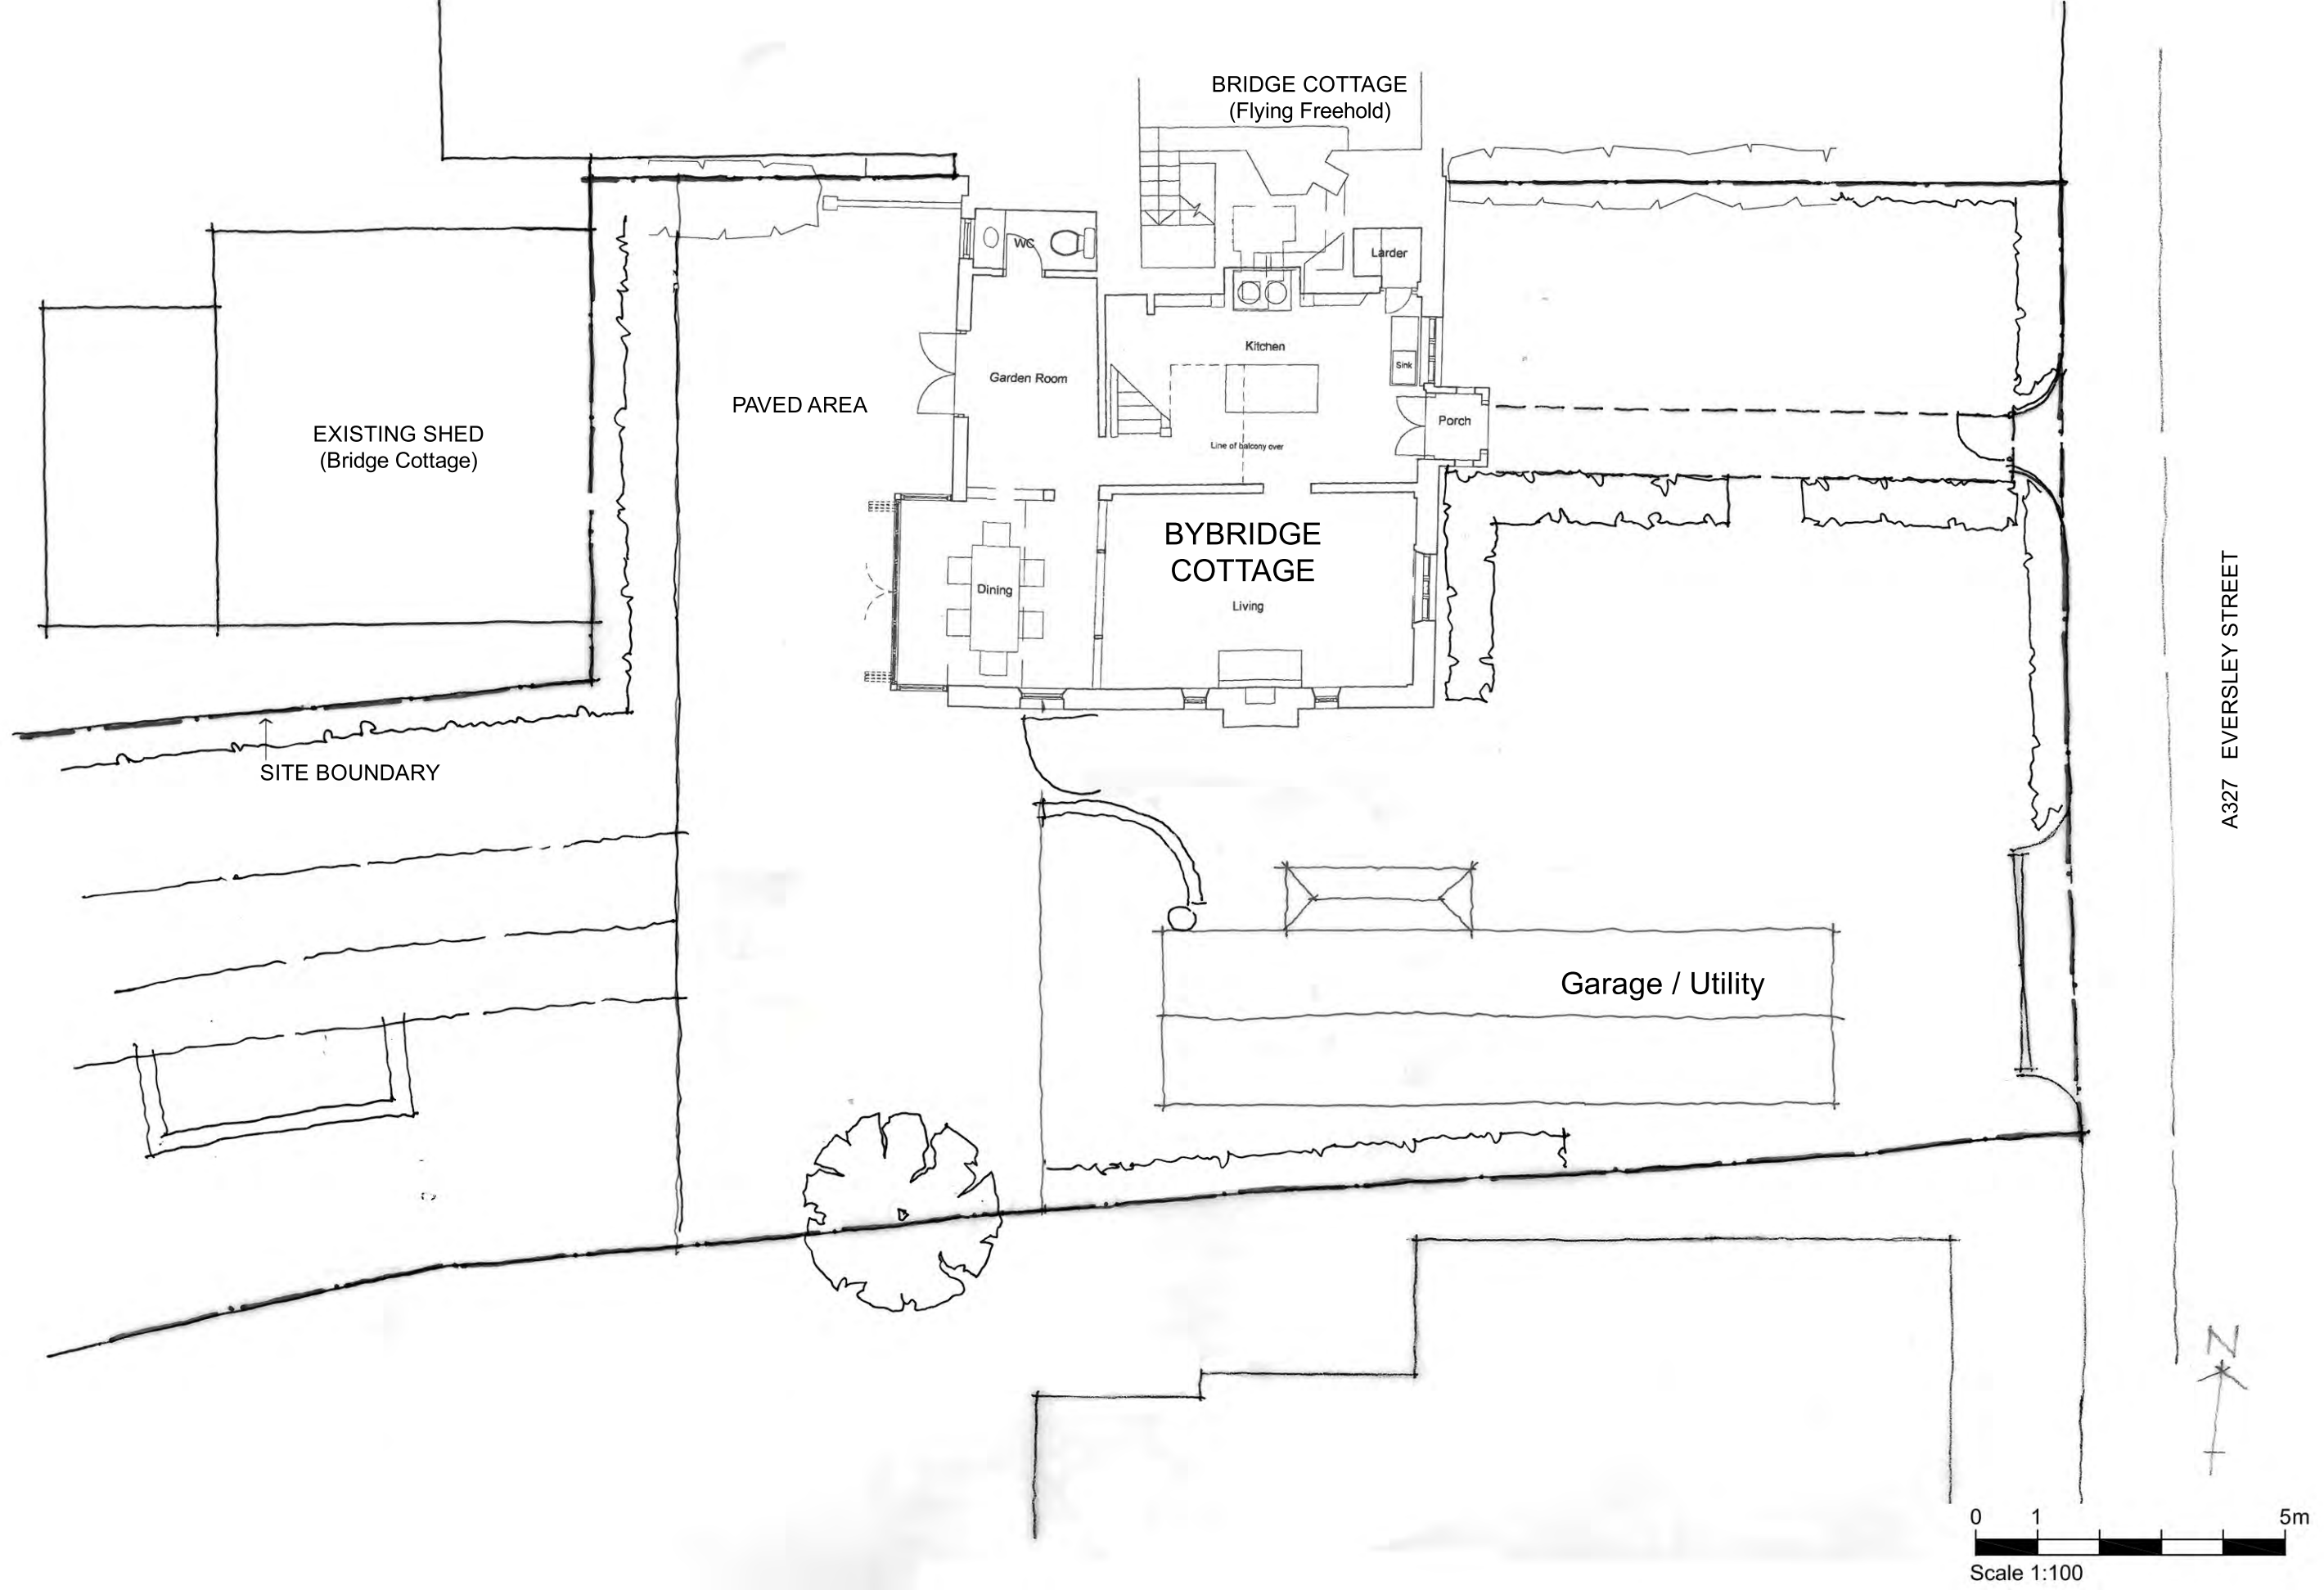 BRIDGE COTTAGE
(Flying Freehold)
WC
Larder
Kitchen
Sink
Garden Room
PAVED AREA
Porch
EXISTING SHED
(Bridge Cottage)
Line of balcony over
BYBRIDGE
COTTAGE
Dining
Living
A327 EVERSLEY STREET
SITE BOUNDARY
Garage / Utility
N
0 1 5m
Scale 1:100